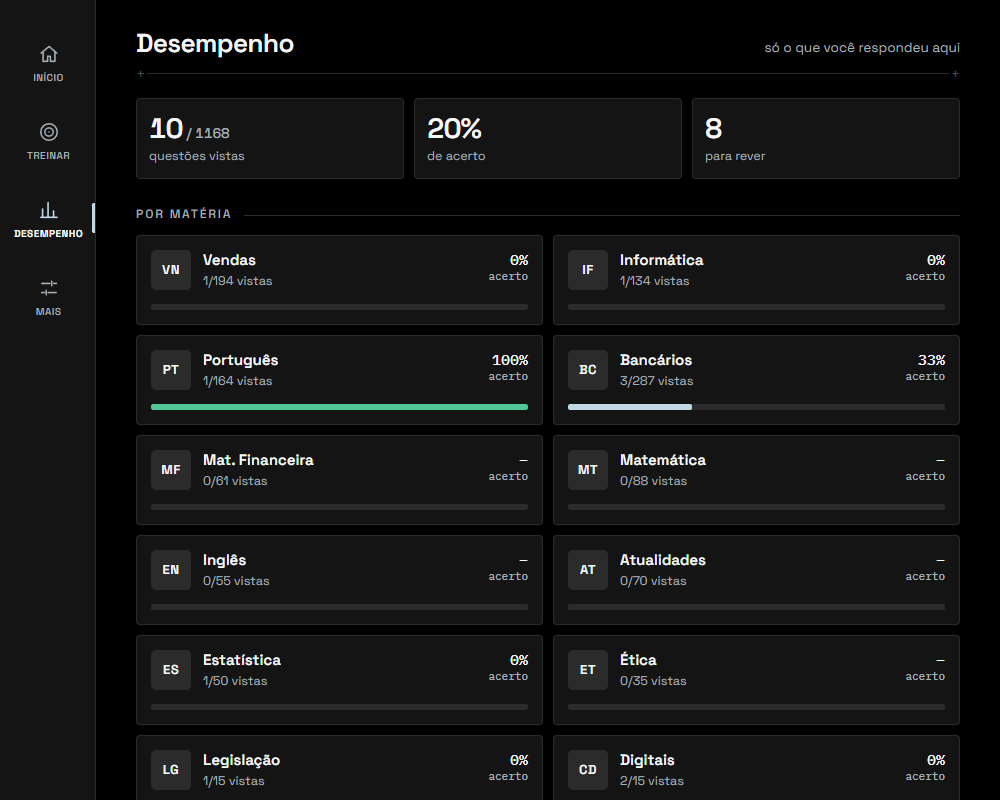 INÍCIO
TREINAR
DESEMPENHO
MAIS
Desempenho
só o que você respondeu aqui
10 / 1168
questões vistas
20%
de acerto
8
para rever
POR MATÉRIA
VN
Vendas
1/194 vistas
0%
acerto
IF
Informática
1/134 vistas
0%
acerto
PT
Português
1/164 vistas
100%
acerto
BC
Bancários
3/287 vistas
33%
acerto
MF
Mat. Financeira
0/61 vistas
—
acerto
MT
Matemática
0/88 vistas
—
acerto
EN
Inglês
0/55 vistas
—
acerto
AT
Atualidades
0/70 vistas
—
acerto
ES
Estatística
1/50 vistas
0%
acerto
ET
Ética
0/35 vistas
—
acerto
LG
Legislação
1/15 vistas
0%
acerto
CD
Digitais
2/15 vistas
0%
acerto